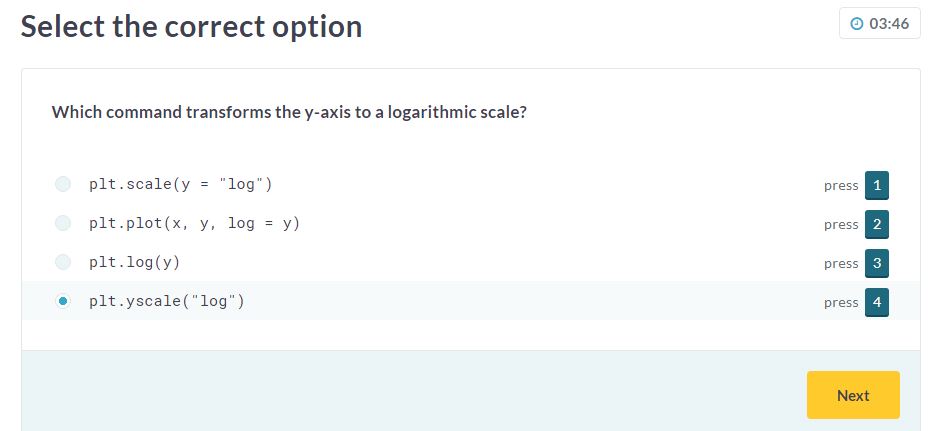 Select the correct option
03:46
Which command transforms the y-axis to a logarithmic scale?
plt.scale(y = "log") press 1
plt.plot(x, y, log = y) press 2
plt.log(y) press 3
plt.yscale("log") press 4
Next